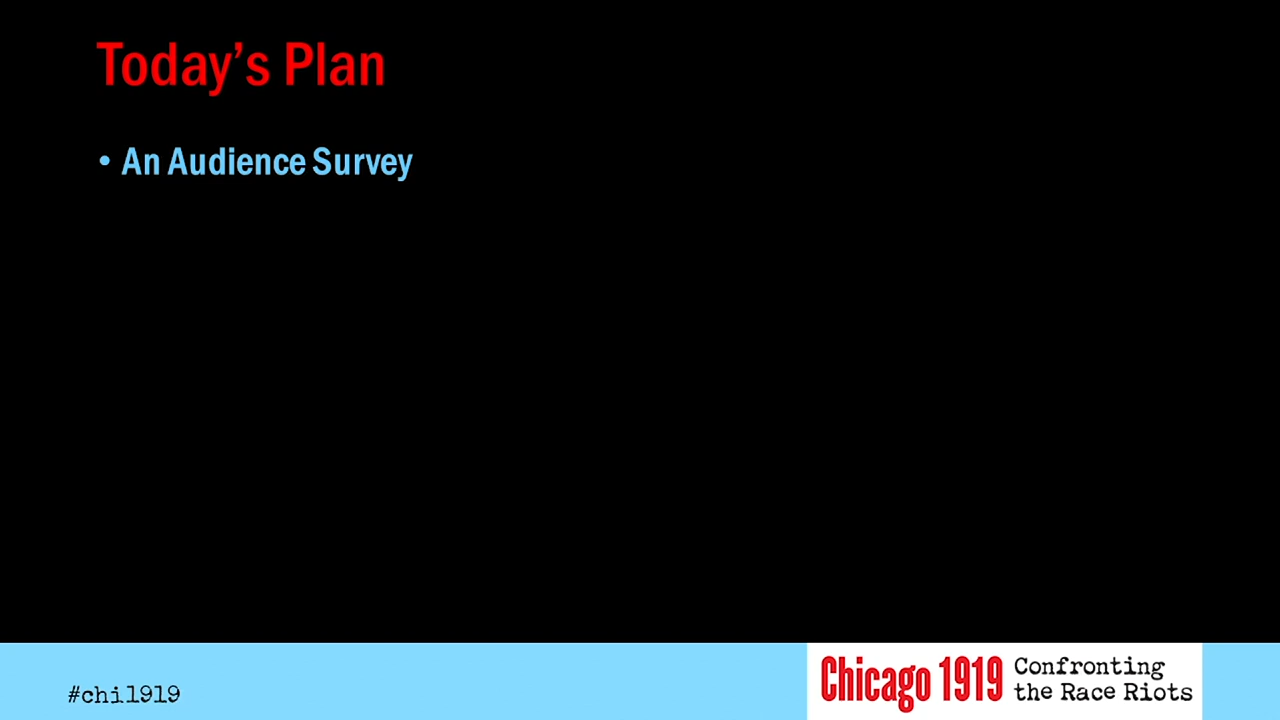 Today’s Plan
• An Audience Survey
#chi1919
Chicago 1919
Confronting
the Race Riots